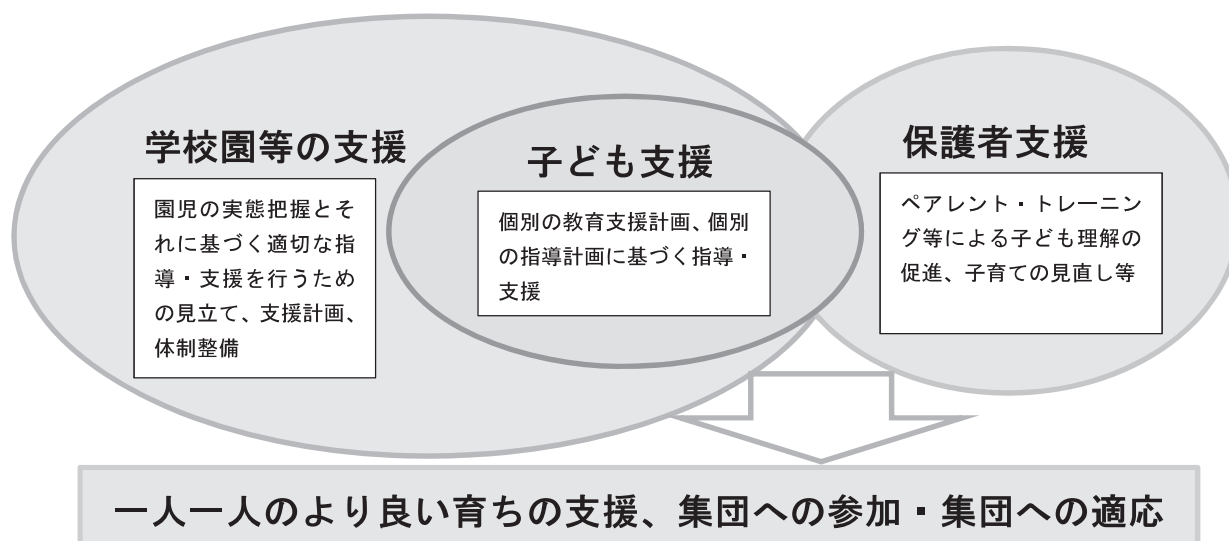 学校園等の支援
園児の実態把握とそ
れに基づく適切な指
導・支援を行うため
の見立て、支援計画、
体制整備
子ども支援
個別の教育支援計画、個別
の指導計画に基づく指導・
支援
保護者支援
ペアレント・トレーニン
グ等による子ども理解の
促進、子育ての見直し等
一人一人のより良い育ちの支援、集団への参加・集団への適応